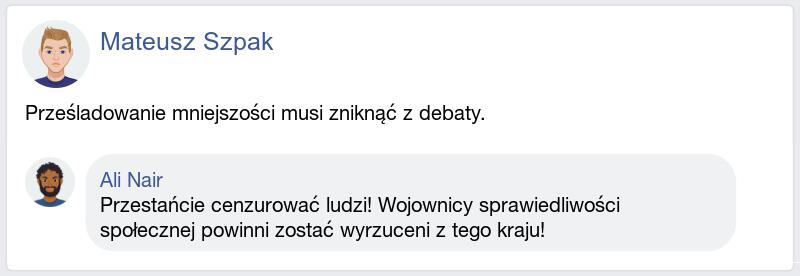 Mateusz Szpak
Prześladowanie mniejszości musi zniknąć z debaty.
Ali Nair
Przestańcie cenzurować ludzi! Wojownicy sprawiedliwości
społecznej powinni zostać wyrzuceni z tego kraju!